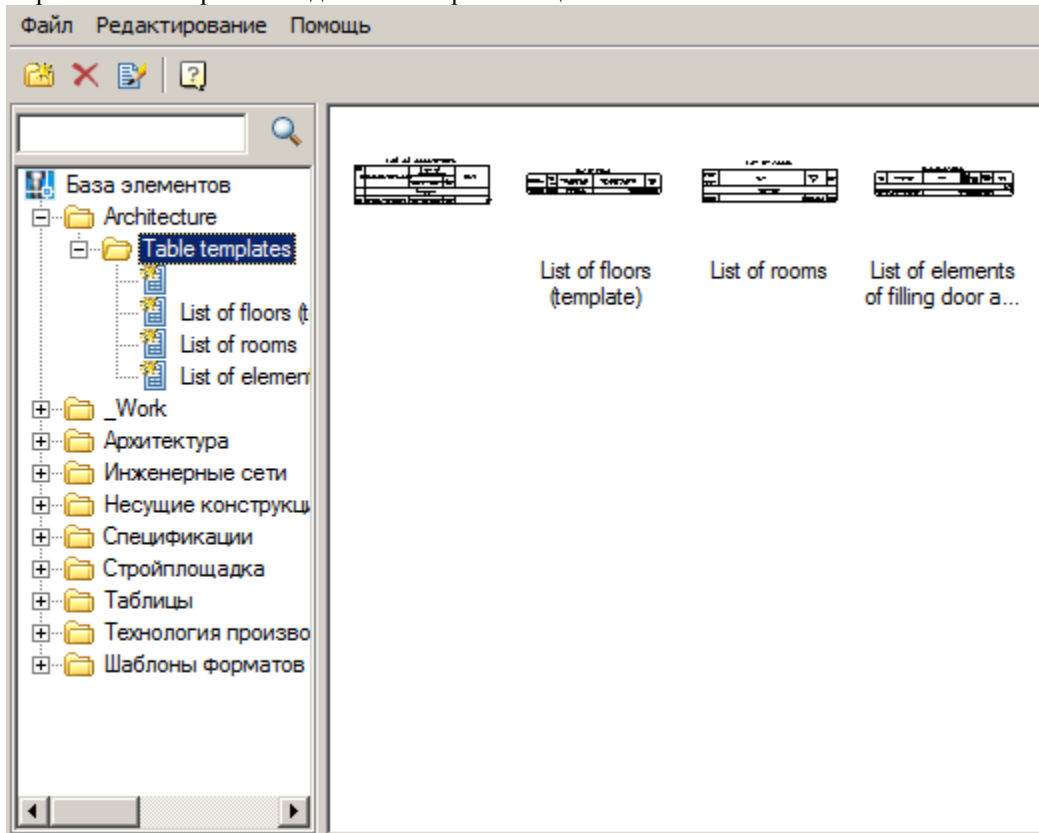 Файл Редактирование Помощь
База элементов
Architecture
Table templates
List of floors (t
List of rooms
List of elemen
_Work
Архитектура
Инженерные сети
Несущие конструкц
Спецификации
Стройплощадка
Таблицы
Технология произво
Шаблоны форматов
List of floors
(template)
List of rooms
List of elements
of filling door a...